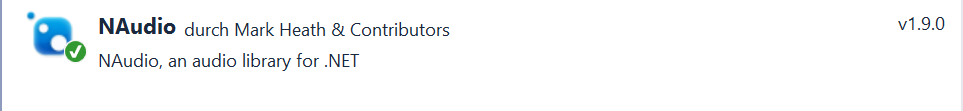 NAudio durch Mark Heath & Contributors v1.9.0
NAudio, an audio library for .NET